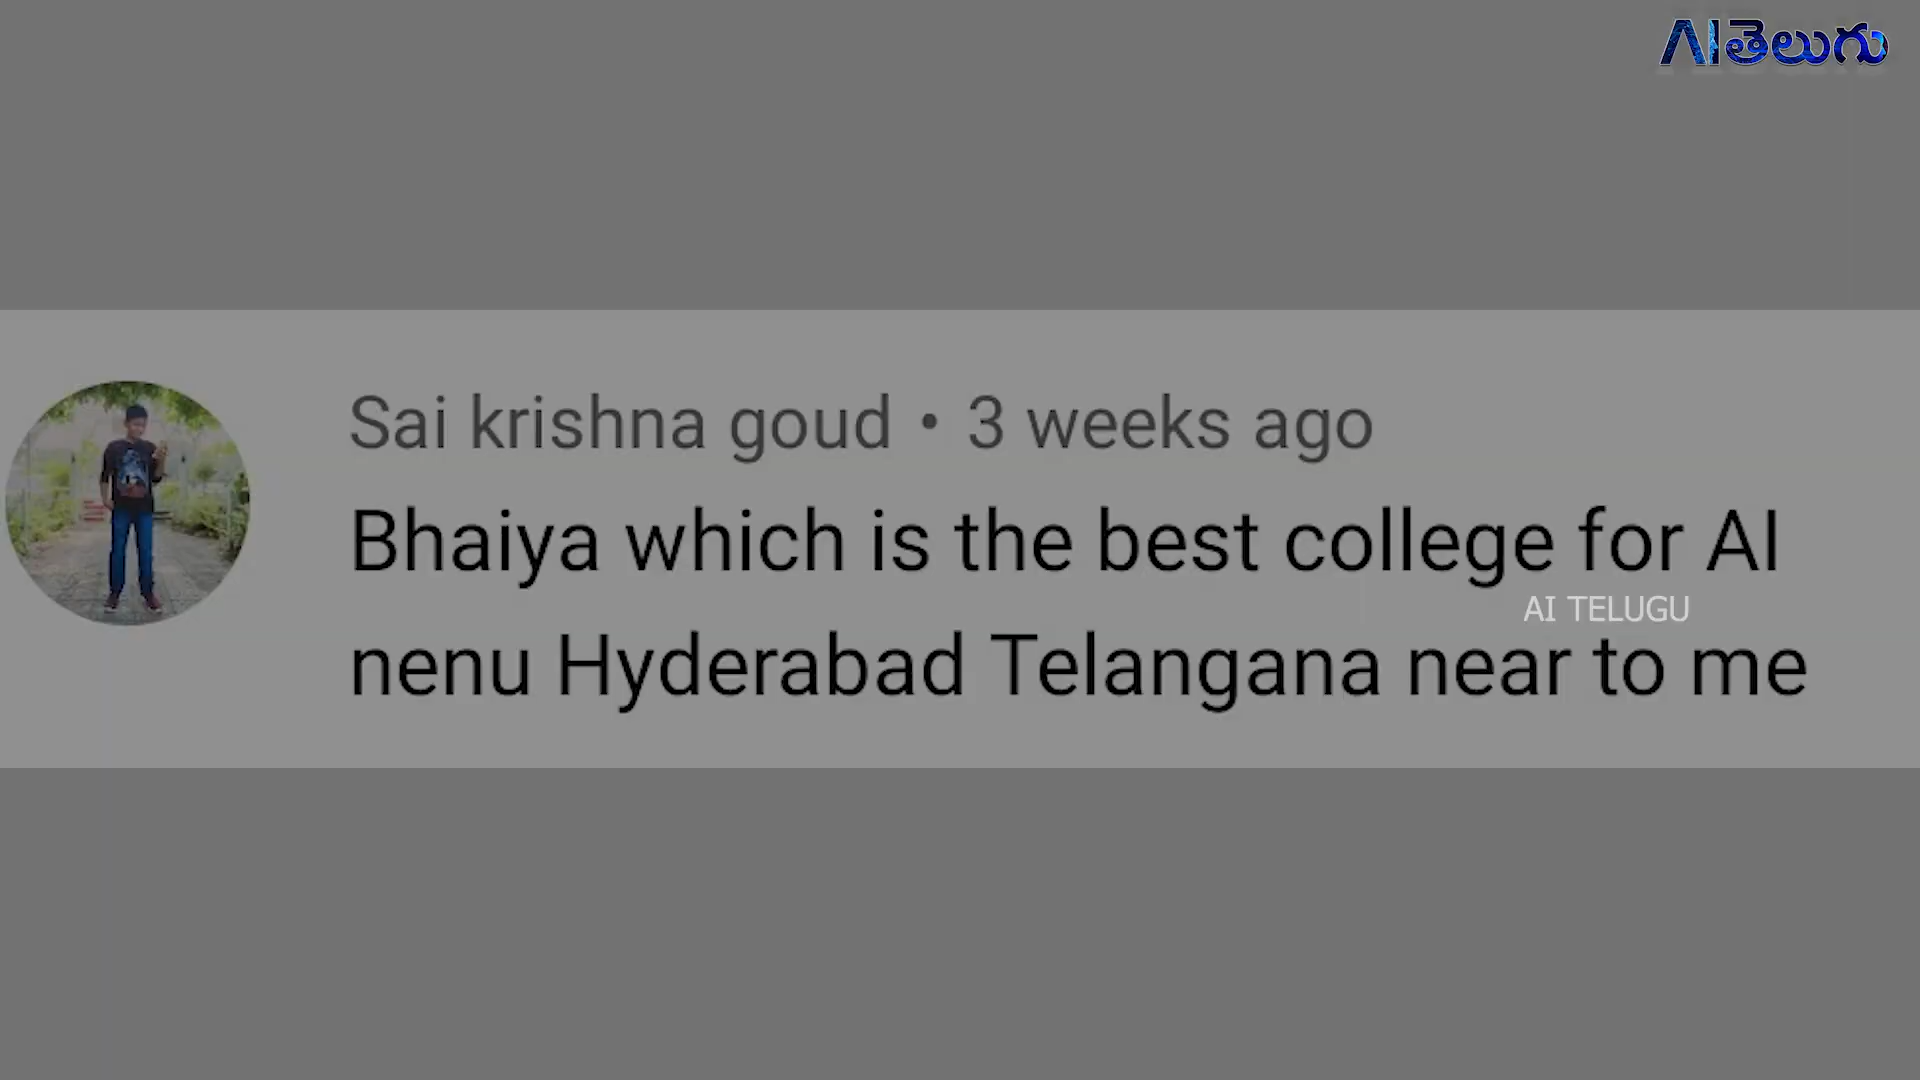 AIతెలుగు
Sai krishna goud • 3 weeks ago
Bhaiya which is the best college for AI
AI TELUGU
nenu Hyderabad Telangana near to me